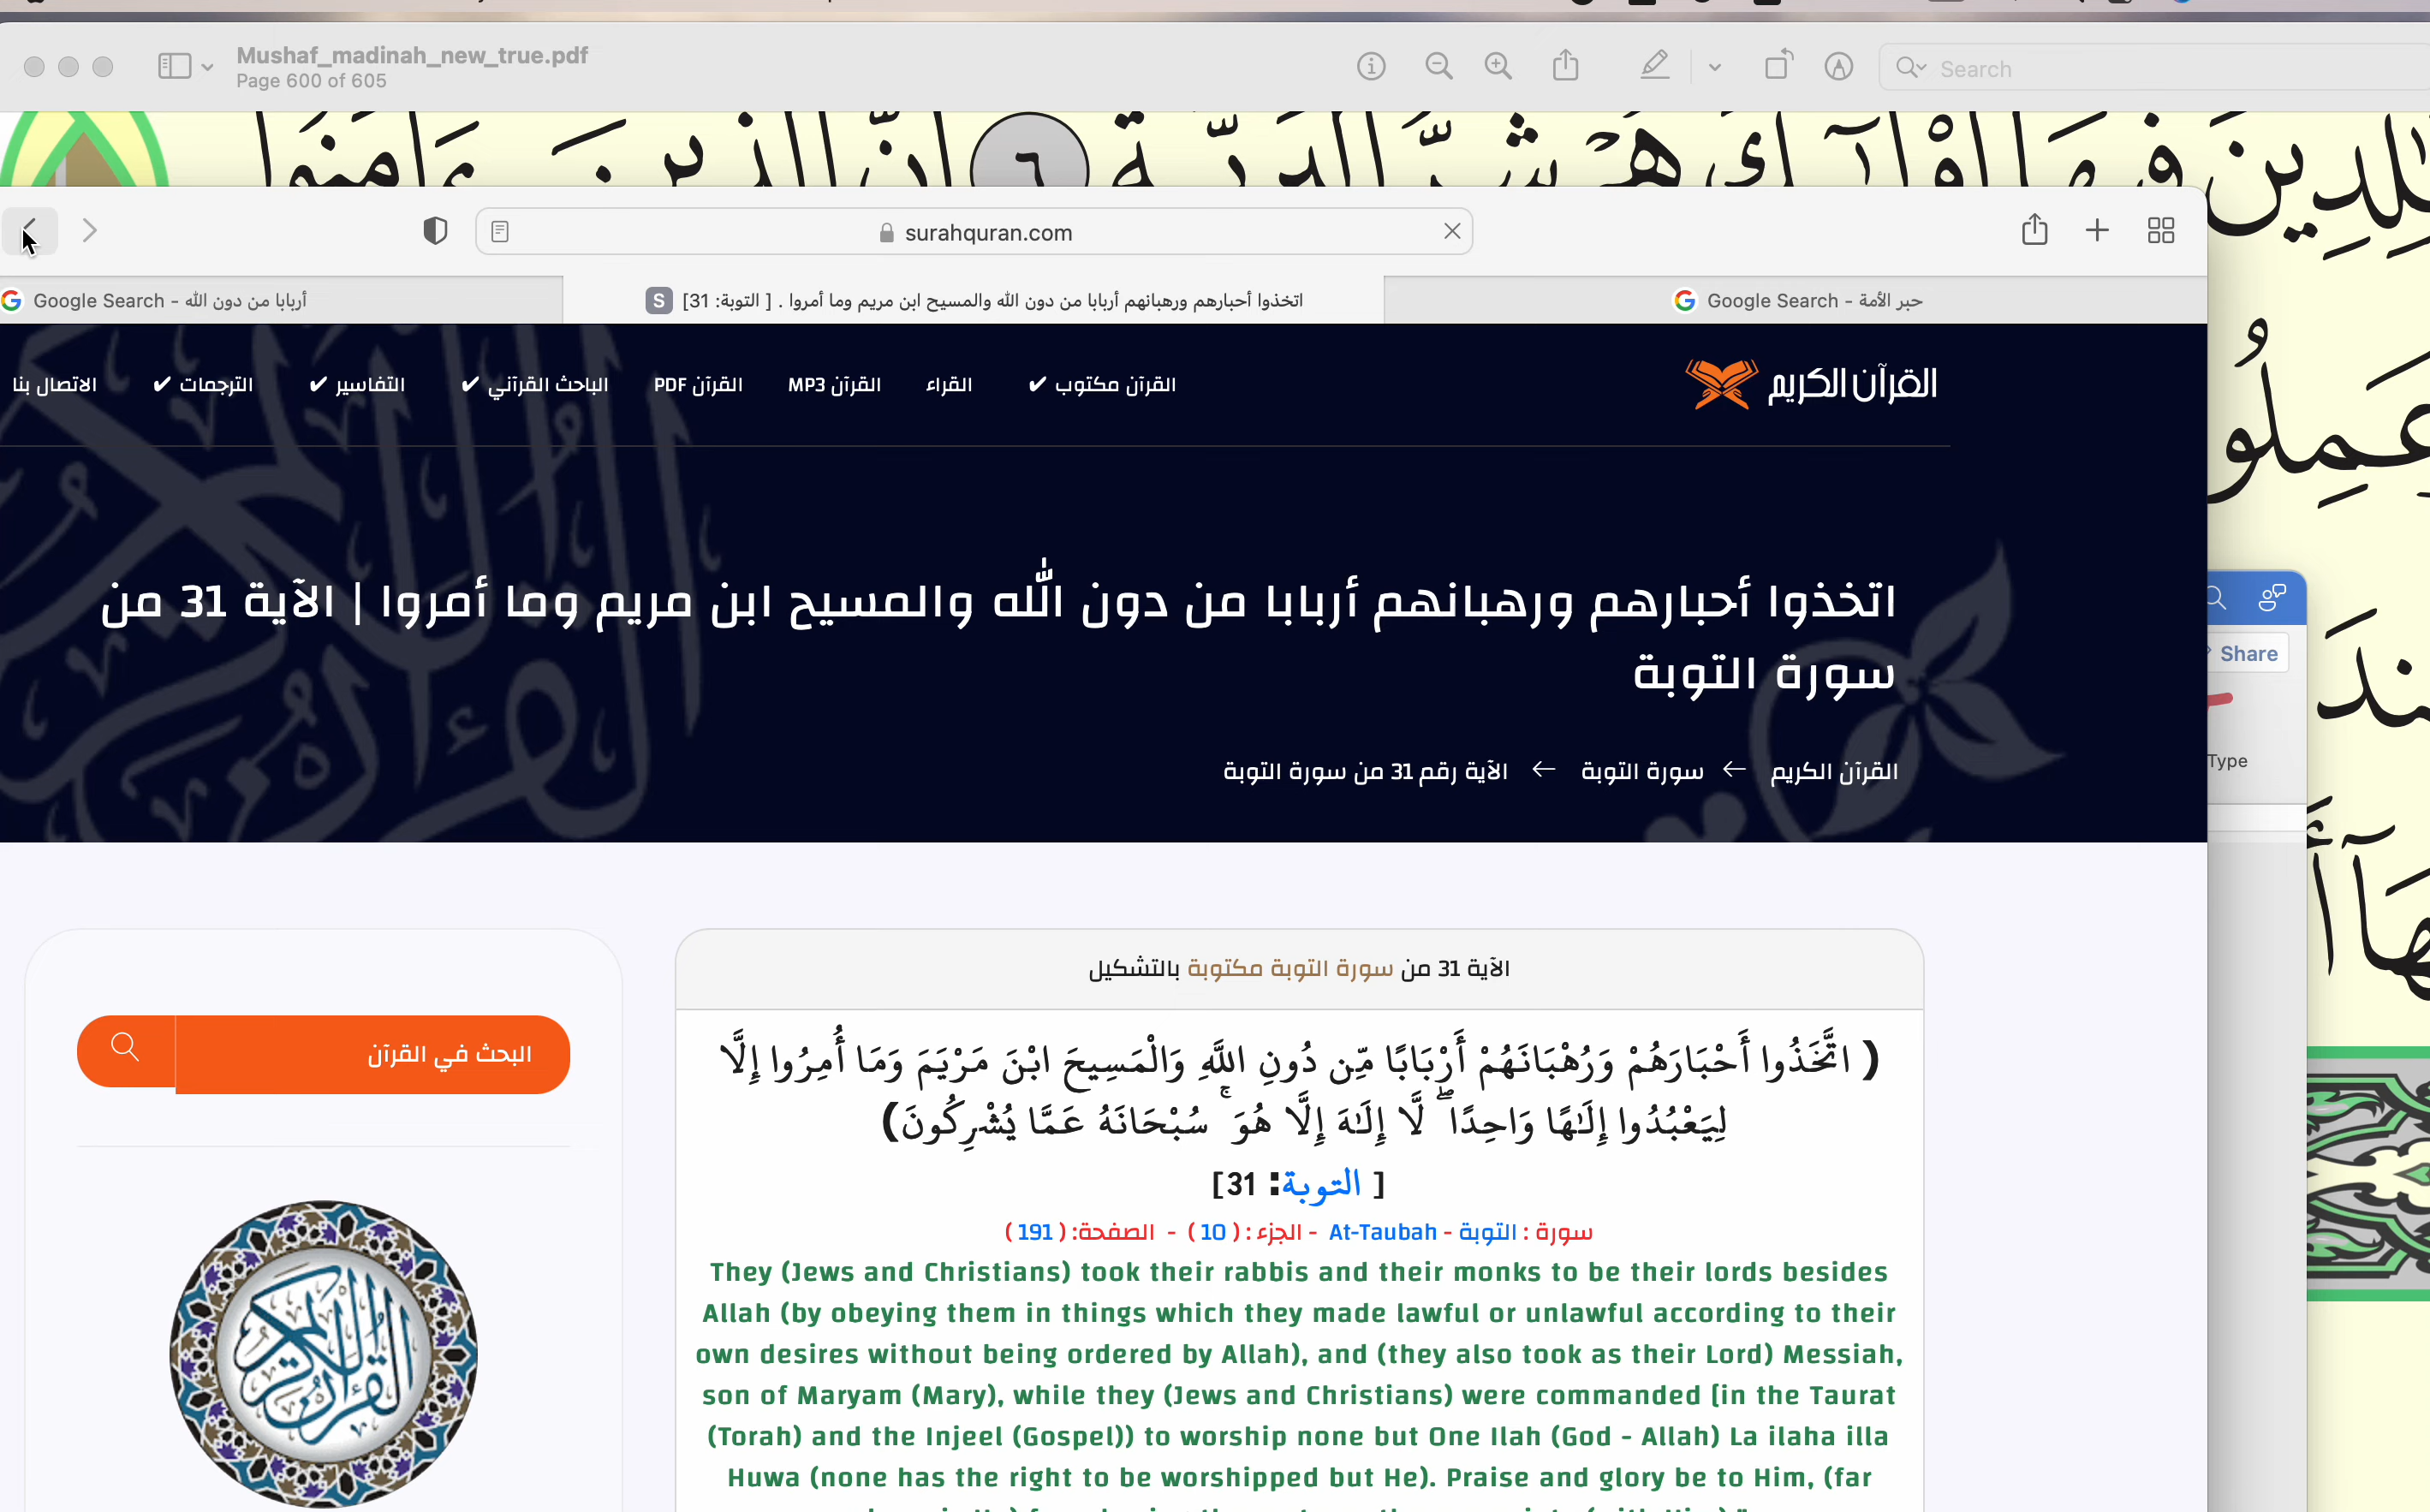 Mushaf_madinah_new_true.pdf
Page 600 of 605
Search
ءَامَنُوا
surahquran.com
أربابا من دون الله - Google Search
اتخذوا أحبارهم ورهبانهم أربابا من دون الله والمسيح ابن مريم وما أمروا . [ التوبة: 31]
حبر الأمة - Google Search
القرآن الكريم
القرآن مكتوب ✔ القراء القرآن MP3 القرآن PDF الباحث القرآني ✔ التفاسير ✔ الترجمات ✔ الاتصال بنا
اتخذوا أحبارهم ورهبانهم أربابا من دون الله والمسيح ابن مريم وما أمروا | الآية 31 من
سورة التوبة
القرآن الكريم ← سورة التوبة ← الآية رقم 31 من سورة التوبة
Share
Type
الآية 31 من سورة التوبة مكتوبة بالتشكيل
﴿ اتَّخَذُوا أَحْبَارَهُمْ وَرُهْبَانَهُمْ أَرْبَابًا مِّن دُونِ اللَّهِ وَالْمَسِيحَ ابْنَ مَرْيَمَ وَمَا أُمِرُوا إِلَّا
لِيَعْبُدُوا إِلَٰهًا وَاحِدًا ۖ لَّا إِلَٰهَ إِلَّا هُوَ ۚ سُبْحَانَهُ عَمَّا يُشْرِكُونَ﴾
[ التوبة: 31]
سورة : التوبة - At-Taubah - الجزء : ( 10 ) - الصفحة: ( 191 )
They (Jews and Christians) took their rabbis and their monks to be their lords besides
Allah (by obeying them in things which they made lawful or unlawful according to their
own desires without being ordered by Allah), and (they also took as their Lord) Messiah,
son of Maryam (Mary), while they (Jews and Christians) were commanded [in the Taurat
(Torah) and the Injeel (Gospel)) to worship none but One Ilah (God - Allah) La ilaha illa
Huwa (none has the right to be worshipped but He). Praise and glory be to Him, (far
البحث في القرآن
القرآن الكريم